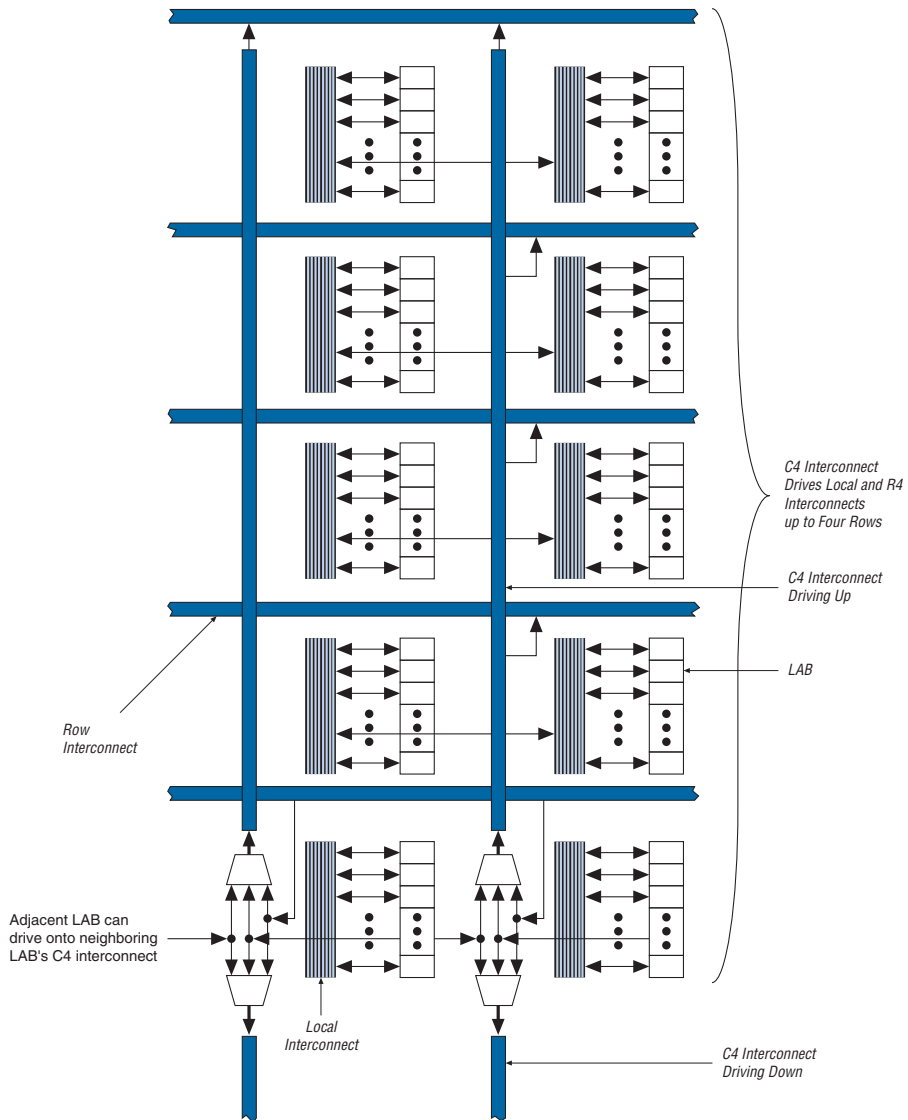 C4 Interconnect
Drives Local and R4
Interconnects
up to Four Rows
C4 Interconnect
Driving Up
LAB
Row
Interconnect
Adjacent LAB can
drive onto neighboring
LAB's C4 interconnect
Local
Interconnect
C4 Interconnect
Driving Down